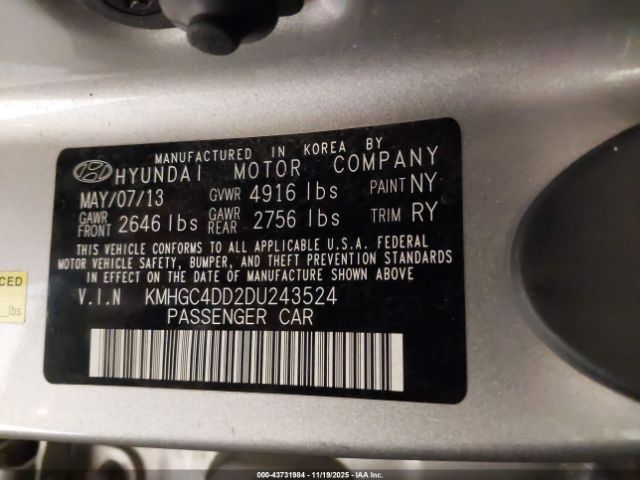 MANUFACTURED IN KOREA BY
HYUNDAI MOTOR COMPANY
MAY/07/13 GVWR 4916 lbs PAINT NY
GAWR FRONT 2646 lbs GAWR REAR 2756 lbs TRIM RY
THIS VEHICLE CONFORMS TO ALL APPLICABLE U.S.A. FEDERAL
MOTOR VEHICLE SAFETY, BUMPER, AND THEFT PREVENTION STANDARDS
IN EFFECT ON THE DATE OF MANUFACTURE SHOWN ABOVE
V.I.N KMHGC4DD2DU243524
PASSENGER CAR
CED
lbs
000-43731984 | 11/19/2025 | IAA Inc.